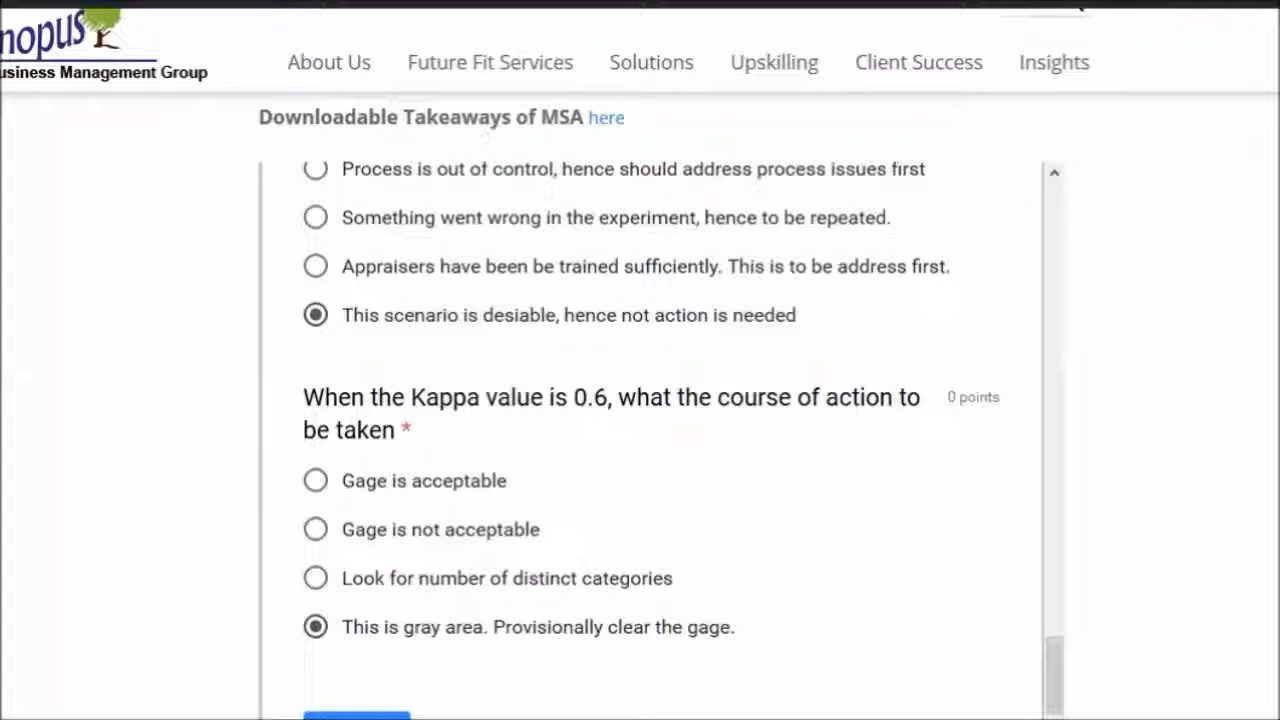 nopus
usiness Management Group
About Us Future Fit Services Solutions Upskilling Client Success Insights
Downloadable Takeaways of MSA here
Process is out of control, hence should address process issues first
Something went wrong in the experiment, hence to be repeated.
Appraisers have been be trained sufficiently. This is to be address first.
This scenario is desiable, hence not action is needed
When the Kappa value is 0.6, what the course of action to
be taken *
0 points
Gage is acceptable
Gage is not acceptable
Look for number of distinct categories
This is gray area. Provisionally clear the gage.